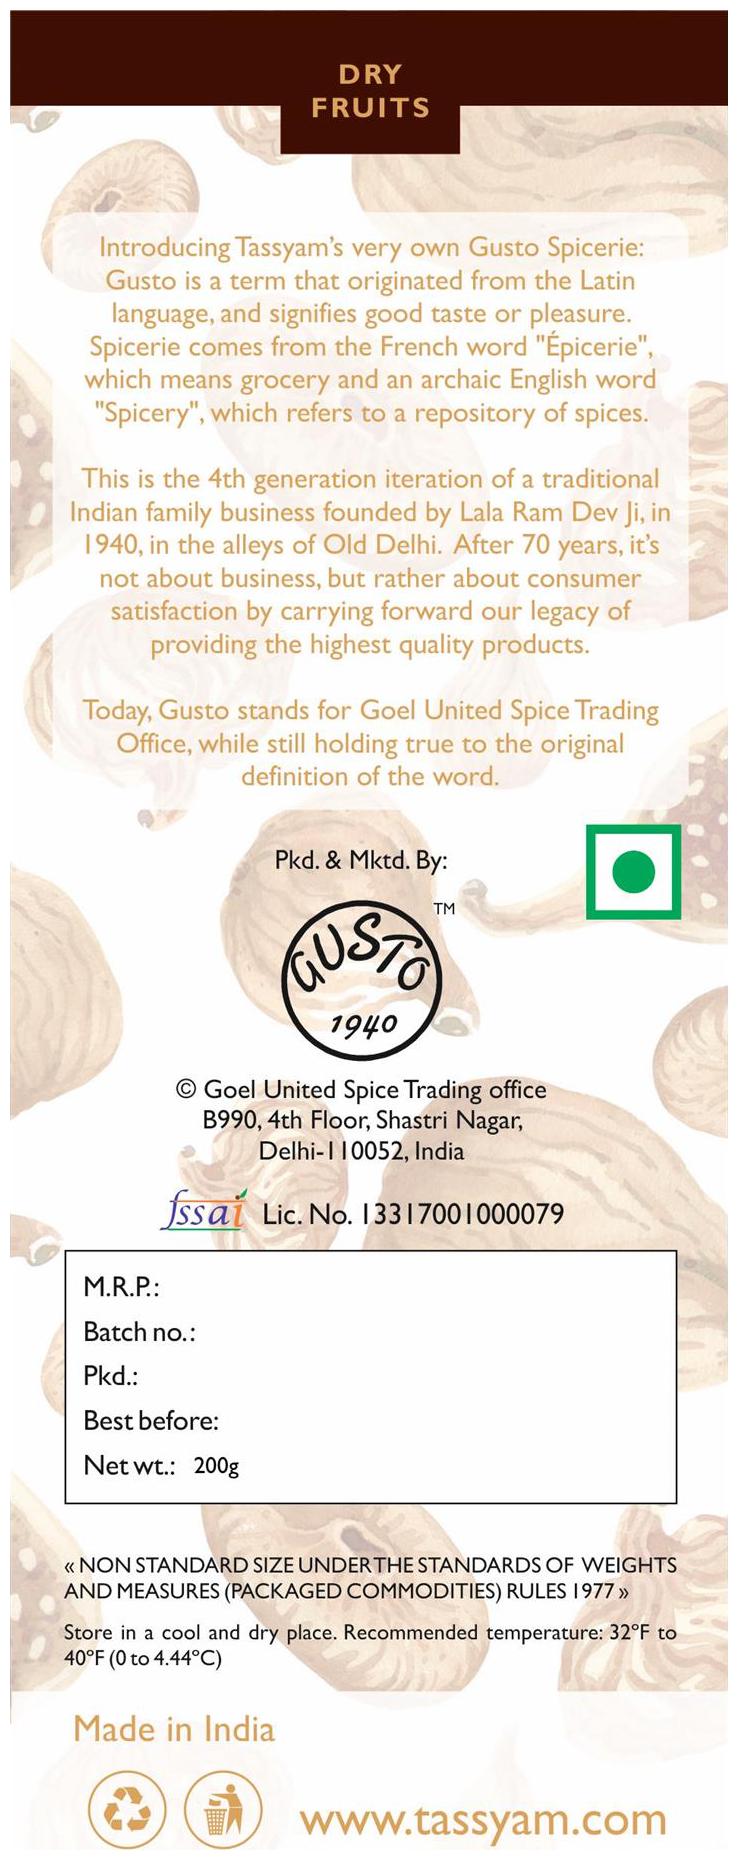 DRY
FRUITS
Introducing Tassyam's very own Gusto Spicerie:
Gusto is a term that originated from the Latin
language, and signifies good taste or pleasure.
Spicerie comes from the French word "Épicerie",
which means grocery and an archaic English word
"Spicery", which refers to a repository of spices.
This is the 4th generation iteration of a traditional
Indian family business founded by Lala Ram Dev Ji, in
1940, in the alleys of Old Delhi. After 70 years, it's
not about business, but rather about consumer
satisfaction by carrying forward our legacy of
providing the highest quality products.
Today, Gusto stands for Goel United Spice Trading
Office, while still holding true to the original
definition of the word.
Pkd. & Mktd. By:
GUSTO TM
1940
© Goel United Spice Trading office
B990, 4th Floor, Shastri Nagar,
Delhi-110052, India
fssai Lic. No. 13317001000079
M.R.P.:
Batch no.:
Pkd.:
Best before:
Net wt.: 200g
« NON STANDARD SIZE UNDER THE STANDARDS OF WEIGHTS
AND MEASURES (PACKAGED COMMODITIES) RULES 1977 »
Store in a cool and dry place. Recommended temperature: 32ºF to
40ºF (0 to 4.44ºC)
Made in India
www.tassyam.com